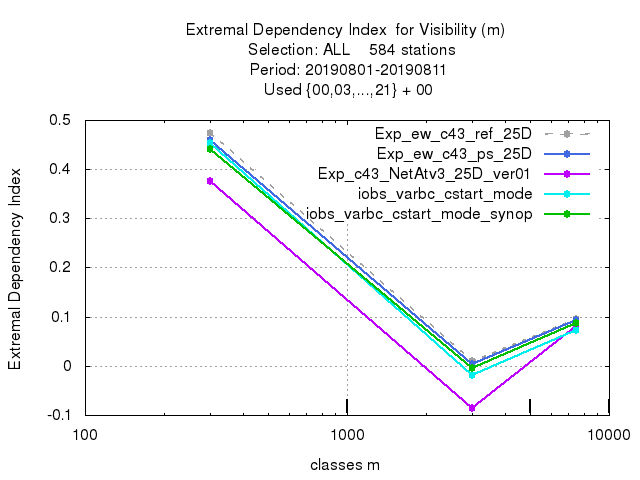 Extremal Dependency Index  for Visibility (m)
Selection: ALL    584 stations
Period: 20190801-20190811
Used {00,03,...,21} + 00
Extremal Dependency Index
0.5
0.4
0.3
0.2
0.1
0
-0.1
Exp_ew_c43_ref_25D
Exp_ew_c43_ps_25D
Exp_c43_NetAtv3_25D_ver01
iobs_varbc_cstart_mode
iobs_varbc_cstart_mode_synop
100
1000
10000
classes m